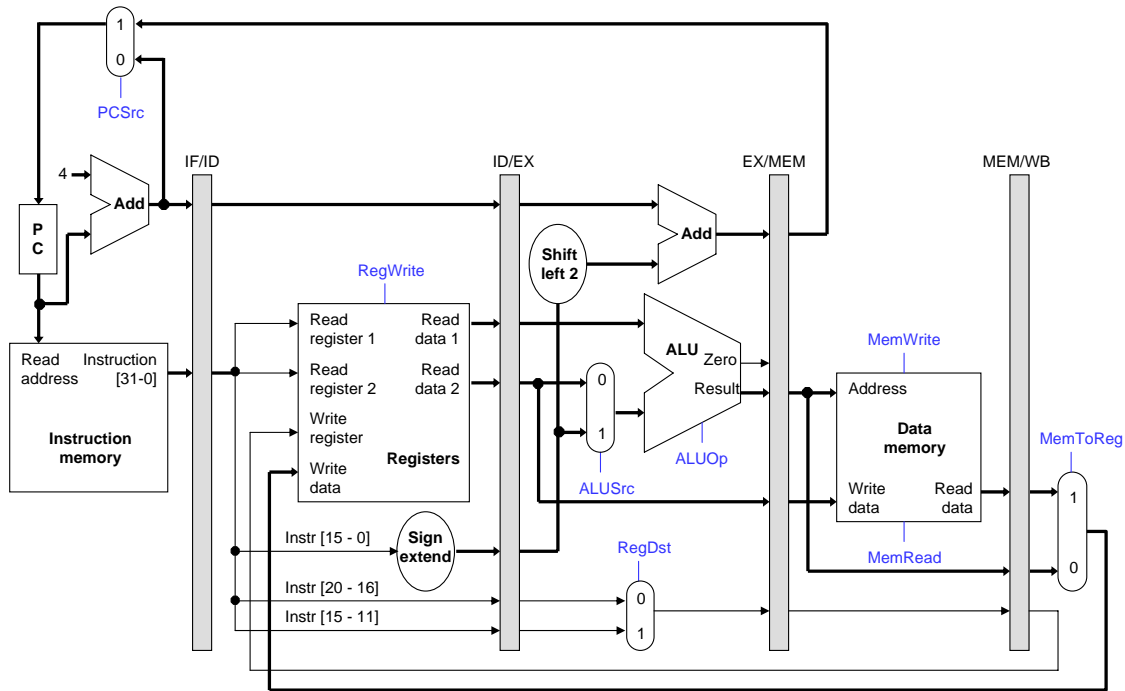 1
0
PCSrc
IF/ID
ID/EX
EX/MEM
MEM/WB
4
Add
P
C
Add
Shift
left 2
RegWrite
Read
register 1
Read
data 1
Read
register 2
Read
data 2
Write
register
Write
data
Registers
Read
address
Instruction
[31-0]
Instruction
memory
ALU
Zero
Result
ALUOp
0
1
ALUSrc
MemWrite
Address
Data
memory
Write
data
Read
data
MemRead
MemToReg
1
0
Instr [15 - 0]
Sign
extend
RegDst
Instr [20 - 16]
0
Instr [15 - 11]
1